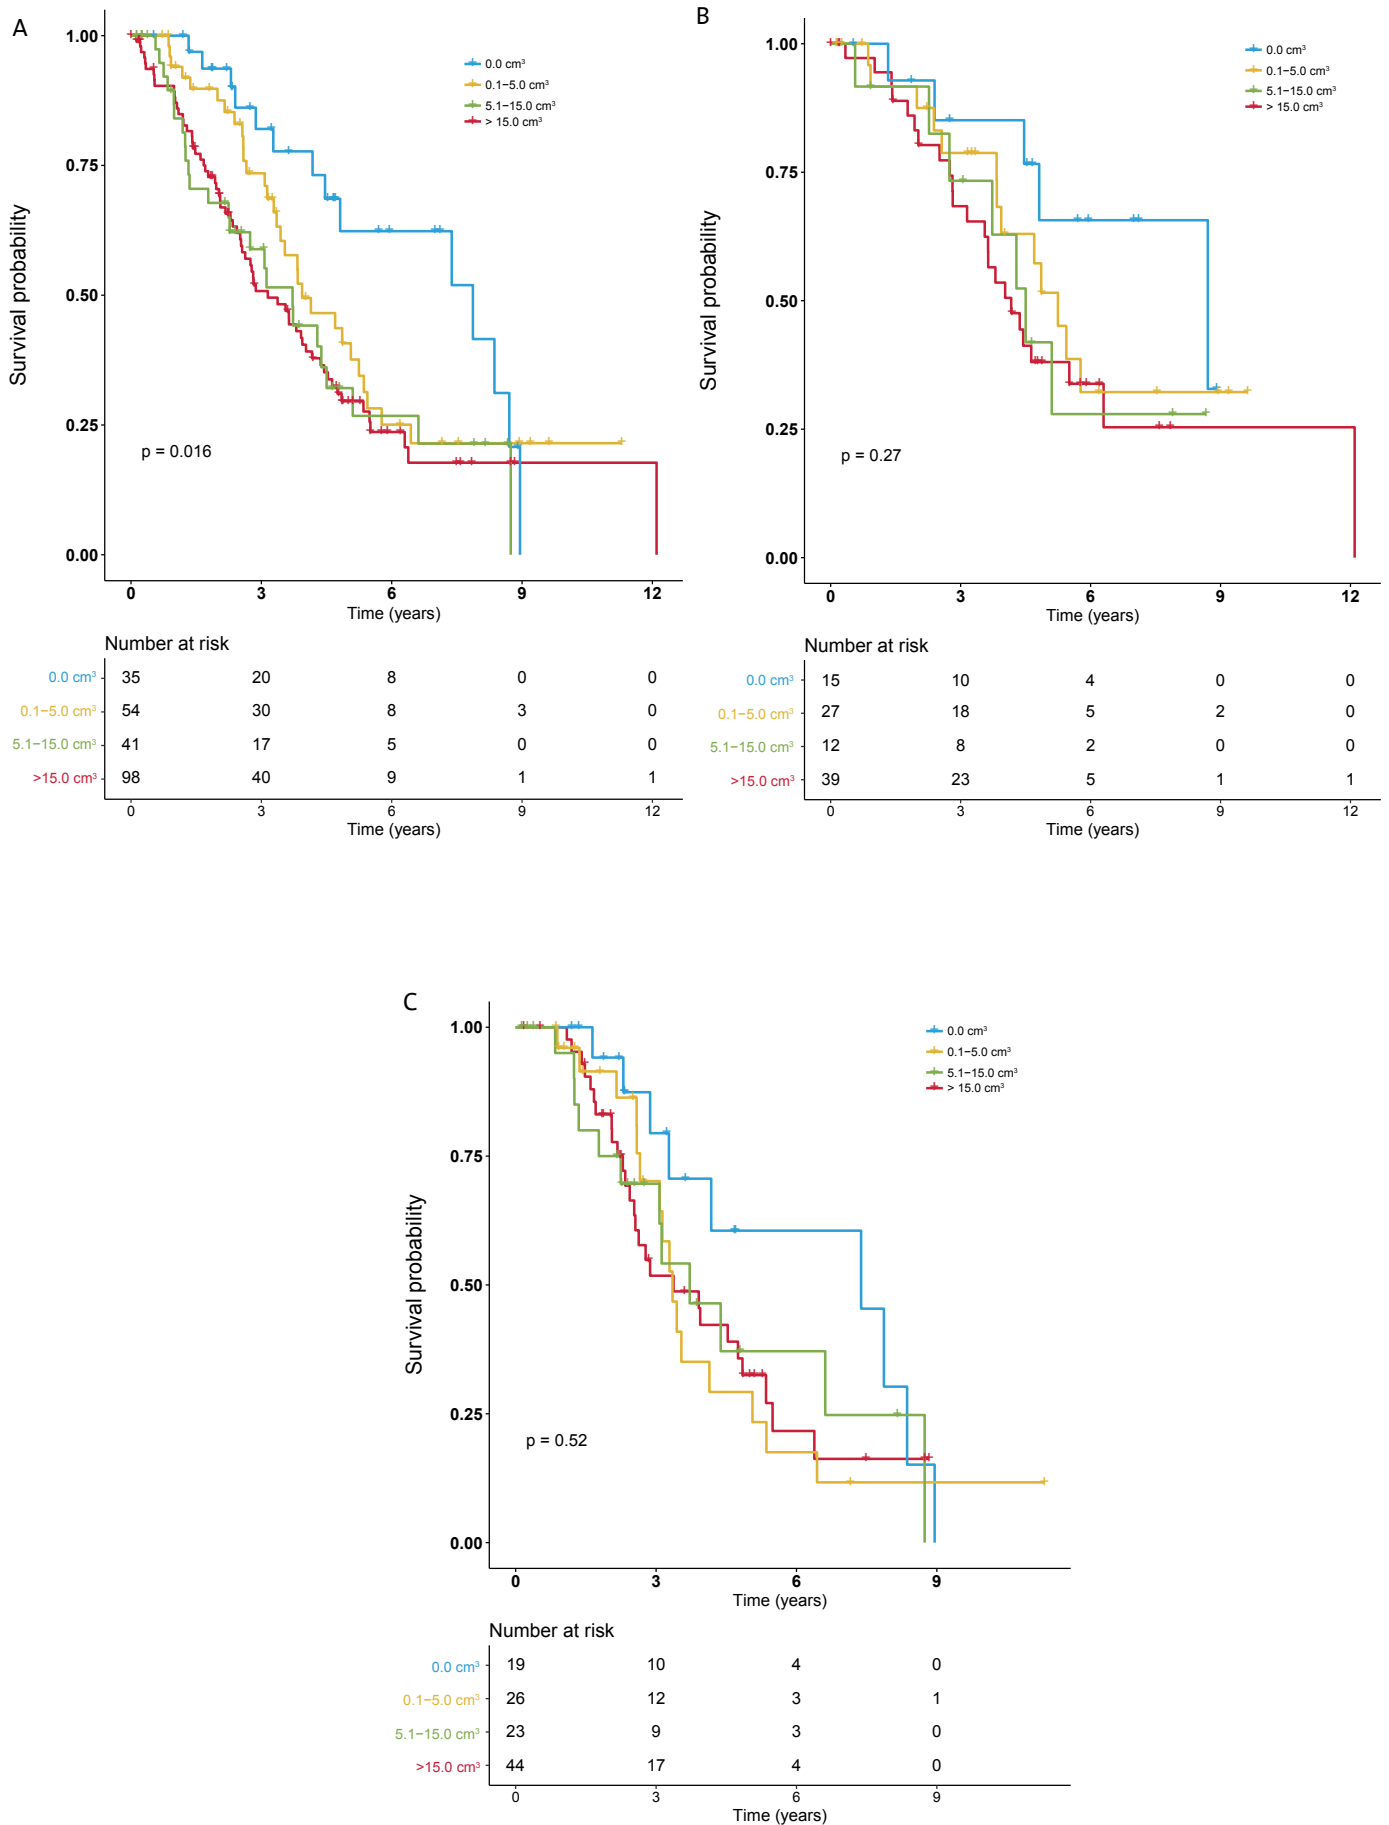 A
1.00
0.75
0.50
0.25
0.00
Survival probability
0.0 cm³
0.1−5.0 cm³
5.1−15.0 cm³
> 15.0 cm³
p = 0.016
0 3 6 9 12
Time (years)
Number at risk
0.0 cm³ 35 20 8 0 0
0.1−5.0 cm³ 54 30 8 3 0
5.1−15.0 cm³ 41 17 5 0 0
>15.0 cm³ 98 40 9 1 1
0 3 6 9 12
Time (years)
B
1.00
0.75
0.50
0.25
0.00
Survival probability
0.0 cm³
0.1−5.0 cm³
5.1−15.0 cm³
> 15.0 cm³
p = 0.27
0 3 6 9 12
Time (years)
Number at risk
0.0 cm³ 15 10 4 0 0
0.1−5.0 cm³ 27 18 5 2 0
5.1−15.0 cm³ 12 8 2 0 0
>15.0 cm³ 39 23 5 1 1
0 3 6 9 12
Time (years)
C
1.00
0.75
0.50
0.25
0.00
Survival probability
0.0 cm³
0.1−5.0 cm³
5.1−15.0 cm³
> 15.0 cm³
p = 0.52
0 3 6 9
Time (years)
Number at risk
0.0 cm³ 19 10 4 0
0.1−5.0 cm³ 26 12 3 1
5.1−15.0 cm³ 23 9 3 0
>15.0 cm³ 44 17 4 0
0 3 6 9
Time (years)